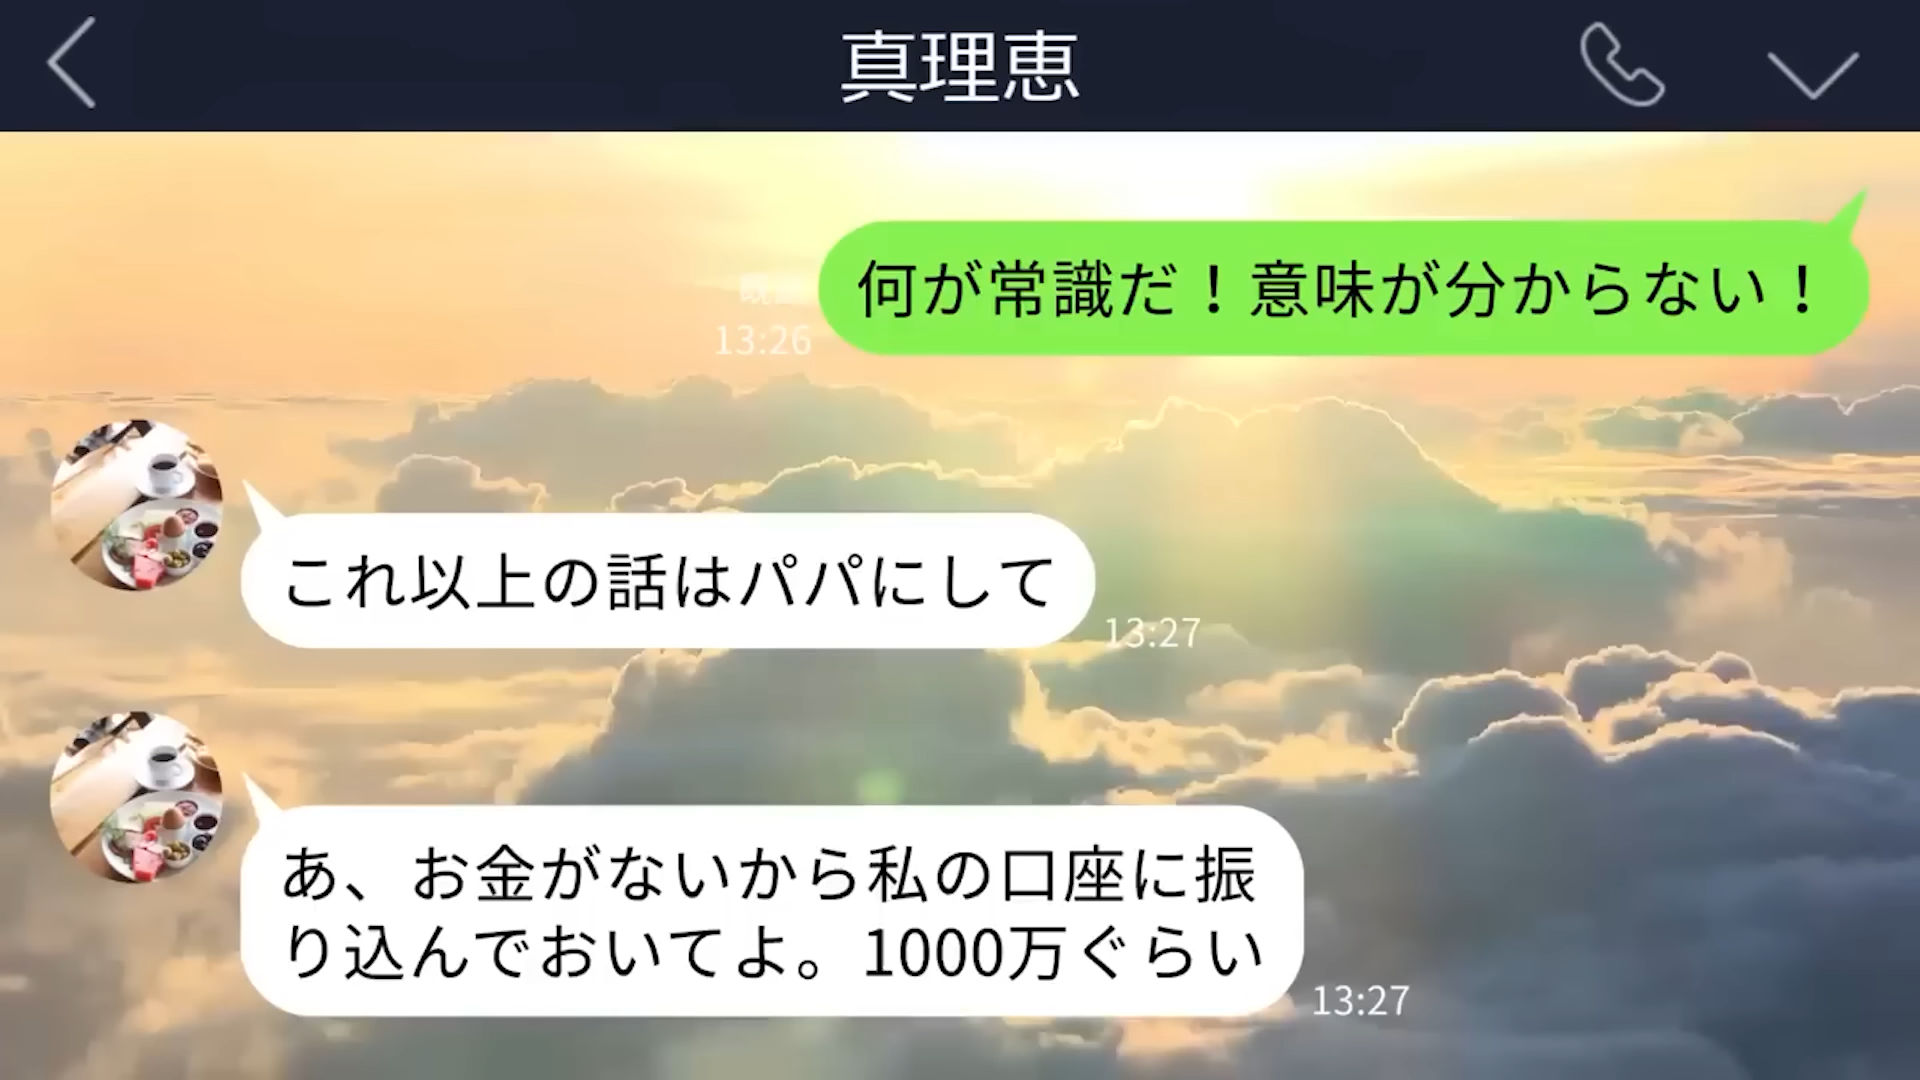 真理恵
何が常識だ！意味が分からない！
13:26
これ以上の話はパパにして
13:27
あ、お金がないから私の口座に振
り込んでおいてよ。1000万ぐらい
13:27